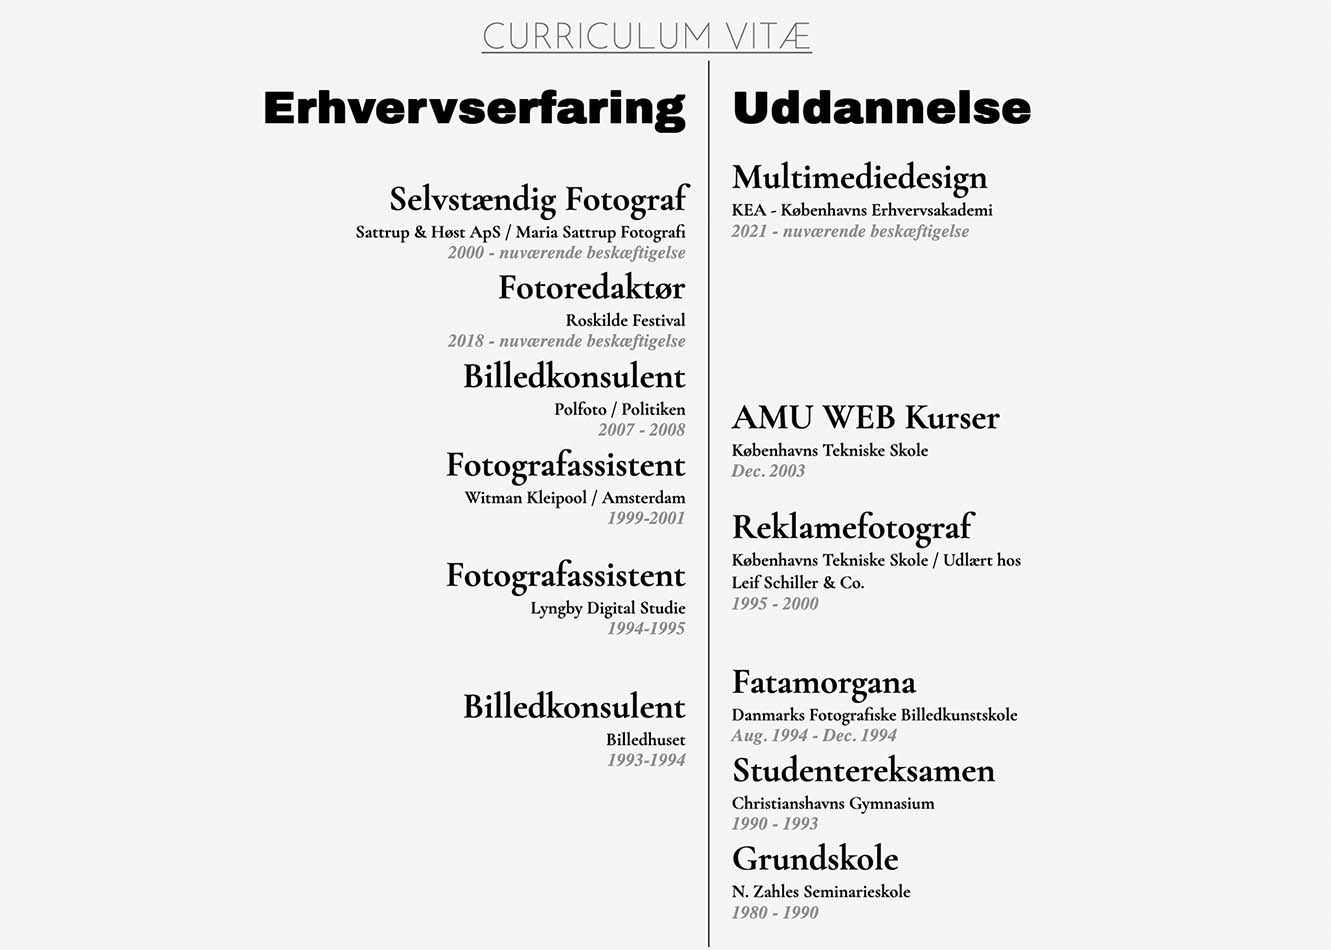 CURRICULUM VITÆ
Erhvervserfaring
Selvstændig Fotograf
Sattrup & Høst ApS / Maria Sattrup Fotografi
2000 - nuværende beskæftigelse
Fotoredaktør
Roskilde Festival
2018 - nuværende beskæftigelse
Billedkonsulent
Polfoto / Politiken
2007 - 2008
Fotografassistent
Witman Kleipool / Amsterdam
1999-2001
Fotografassistent
Lyngby Digital Studie
1994-1995
Billedkonsulent
Billedhuset
1993-1994
Uddannelse
Multimediedesign
KEA - Københavns Erhvervsakademi
2021 - nuværende beskæftigelse
AMU WEB Kurser
Københavns Tekniske Skole
Dec. 2003
Reklamefotograf
Københavns Tekniske Skole / Udlært hos
Leif Schiller & Co.
1995 - 2000
Fatamorgana
Danmarks Fotografiske Billedkunstskole
Aug. 1994 - Dec. 1994
Studentereksamen
Christianshavns Gymnasium
1990 - 1993
Grundskole
N. Zahles Seminarieskole
1980 - 1990